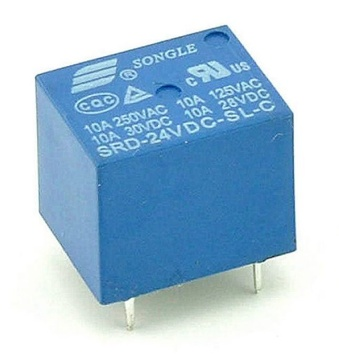 SONGLE
CQC
C US
10A 250VAC 10A 125VAC
10A 30VDC 10A 28VDC
SRD-24VDC-SL-C